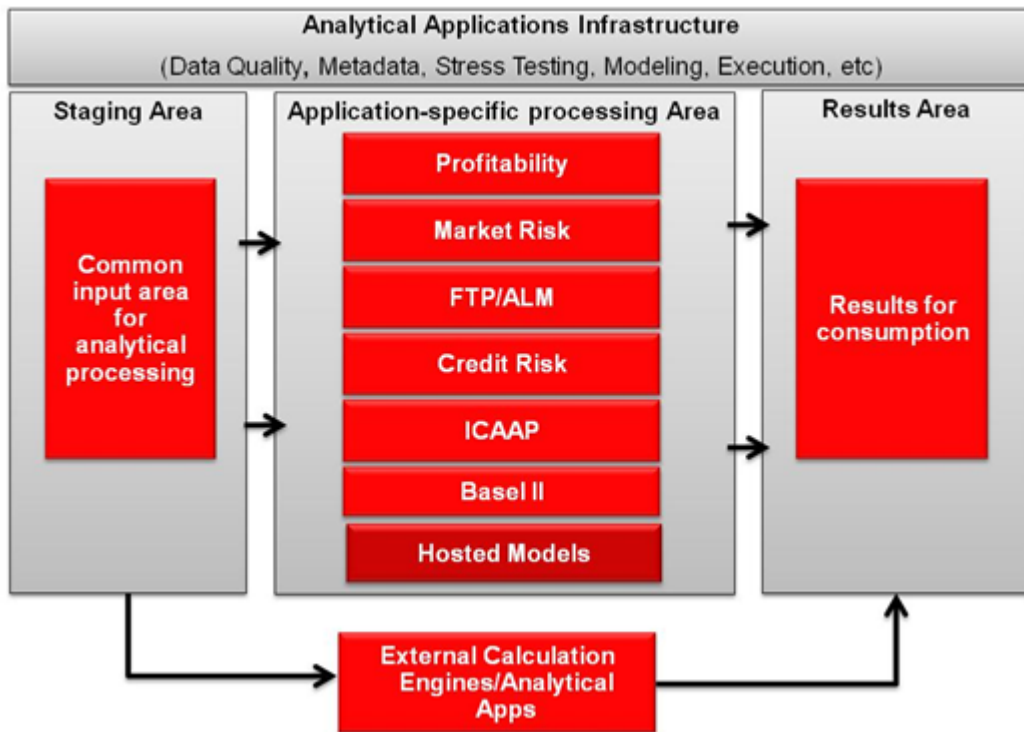 Analytical Applications Infrastructure
(Data Quality, Metadata, Stress Testing, Modeling, Execution, etc)
Staging Area
Common
input area
for
analytical
processing
Application-specific processing Area
Profitability
Market Risk
FTP/ALM
Credit Risk
ICAAP
Basel II
Hosted Models
Results Area
Results for
consumption
External Calculation
Engines/Analytical
Apps